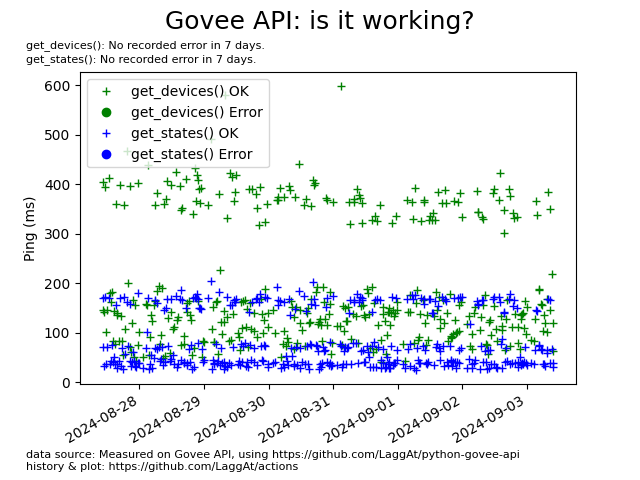 Govee API: is it working?
get_devices(): No recorded error in 7 days.
get_states(): No recorded error in 7 days.
get_devices() OK
get_devices() Error
get_states() OK
get_states() Error
600
500
400
300
200
100
0
Ping (ms)
2024-08-28
2024-08-29
2024-08-30
2024-08-31
2024-09-01
2024-09-02
2024-09-03
data source: Measured on Govee API, using https://github.com/LaggAt/python-govee-api
history & plot: https://github.com/LaggAt/actions